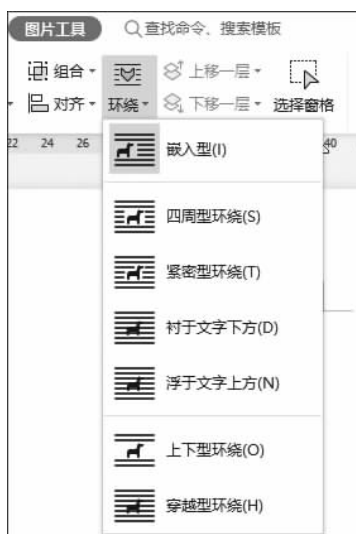 图片工具 查找命令、搜索模板
组合 上移一层
对齐 环绕 下移一层 选择窗格
22 24 26 40
嵌入型(I)
四周型环绕(S)
紧密型环绕(T)
衬于文字下方(D)
浮于文字上方(N)
上下型环绕(O)
穿越型环绕(H)